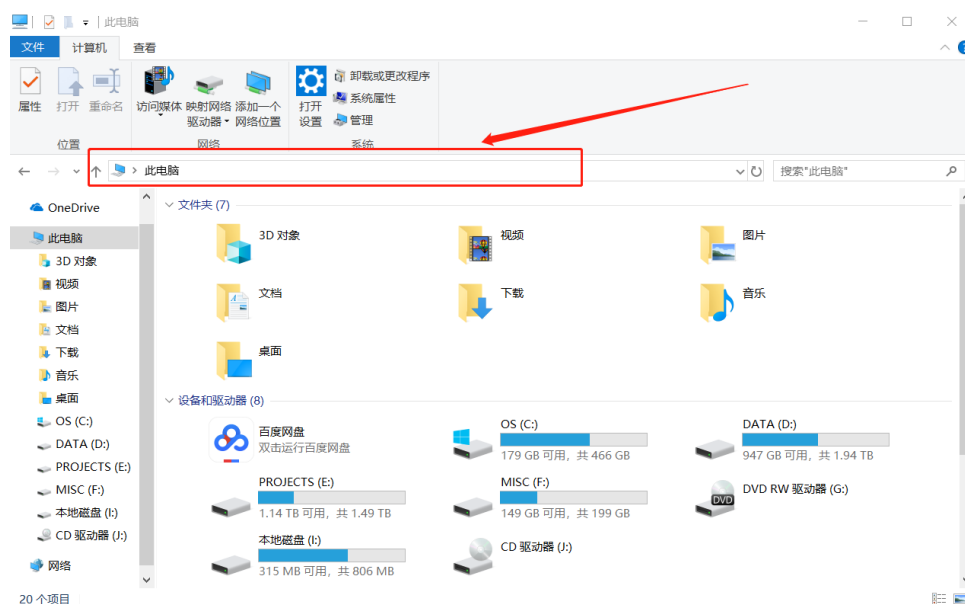 此电脑
文件 计算机 查看
属性 打开 重命名 访问媒体 映射网络驱动器 添加一个网络位置 打开设置 卸载或更改程序
系统属性
管理
位置 网络 系统
此电脑 搜索"此电脑"
OneDrive
此电脑
3D 对象
视频
图片
文档
下载
音乐
桌面
OS (C:)
DATA (D:)
PROJECTS (E:)
MISC (F:)
本地磁盘 (I:)
CD 驱动器 (J:)
网络
文件夹 (7)
3D 对象 视频 图片
文档 下载 音乐
桌面
设备和驱动器 (8)
百度网盘
双击运行百度网盘
OS (C:)
179 GB 可用，共 466 GB
DATA (D:)
947 GB 可用，共 1.94 TB
PROJECTS (E:)
1.14 TB 可用，共 1.49 TB
MISC (F:)
149 GB 可用，共 199 GB
DVD RW 驱动器 (G:)
DVD
本地磁盘 (I:)
315 MB 可用，共 806 MB
CD 驱动器 (J:)
20 个项目